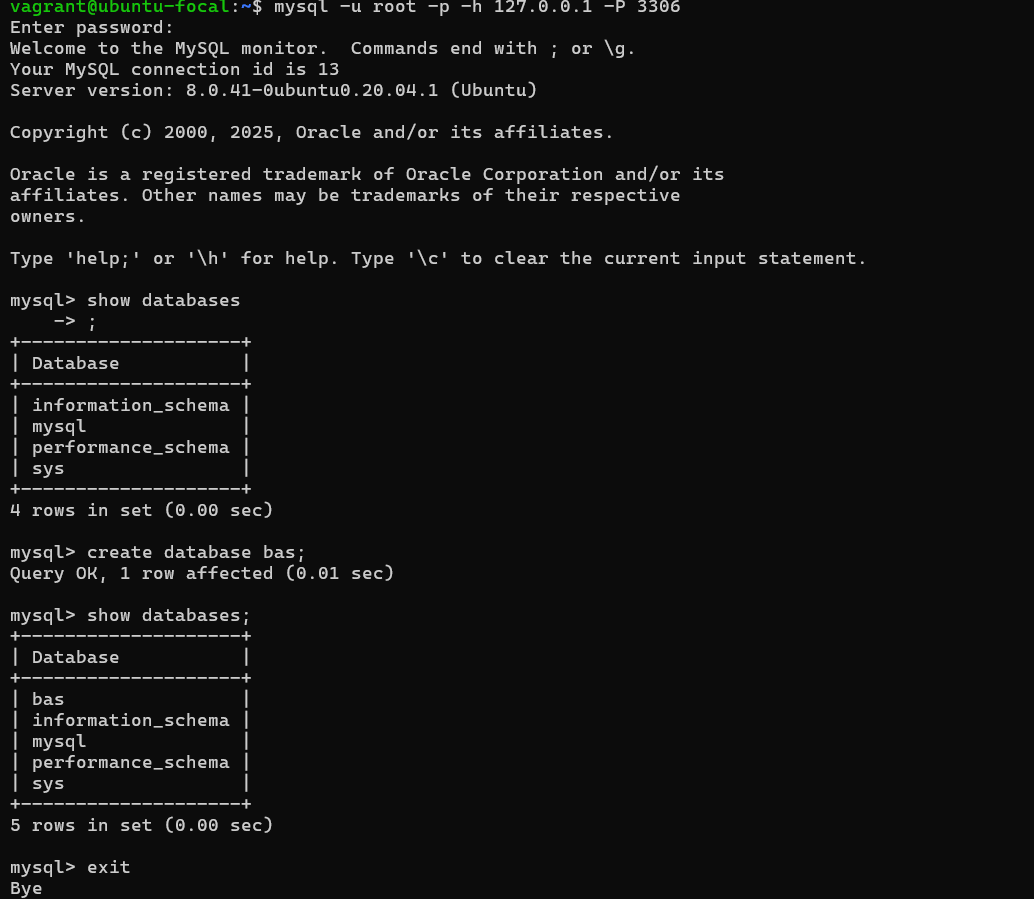 vagrant@ubuntu-focal:~$ mysql -u root -p -h 127.0.0.1 -P 3306
Enter password:
Welcome to the MySQL monitor.  Commands end with ; or \g.
Your MySQL connection id is 13
Server version: 8.0.41-0ubuntu0.20.04.1 (Ubuntu)

Copyright (c) 2000, 2025, Oracle and/or its affiliates.

Oracle is a registered trademark of Oracle Corporation and/or its
affiliates. Other names may be trademarks of their respective
owners.

Type 'help;' or '\h' for help. Type '\c' to clear the current input statement.

mysql> show databases
    -> ;
+--------------------+
| Database           |
+--------------------+
| information_schema |
| mysql              |
| performance_schema |
| sys                |
+--------------------+
4 rows in set (0.00 sec)

mysql> create database bas;
Query OK, 1 row affected (0.01 sec)

mysql> show databases;
+--------------------+
| Database           |
+--------------------+
| bas                |
| information_schema |
| mysql              |
| performance_schema |
| sys                |
+--------------------+
5 rows in set (0.00 sec)

mysql> exit
Bye